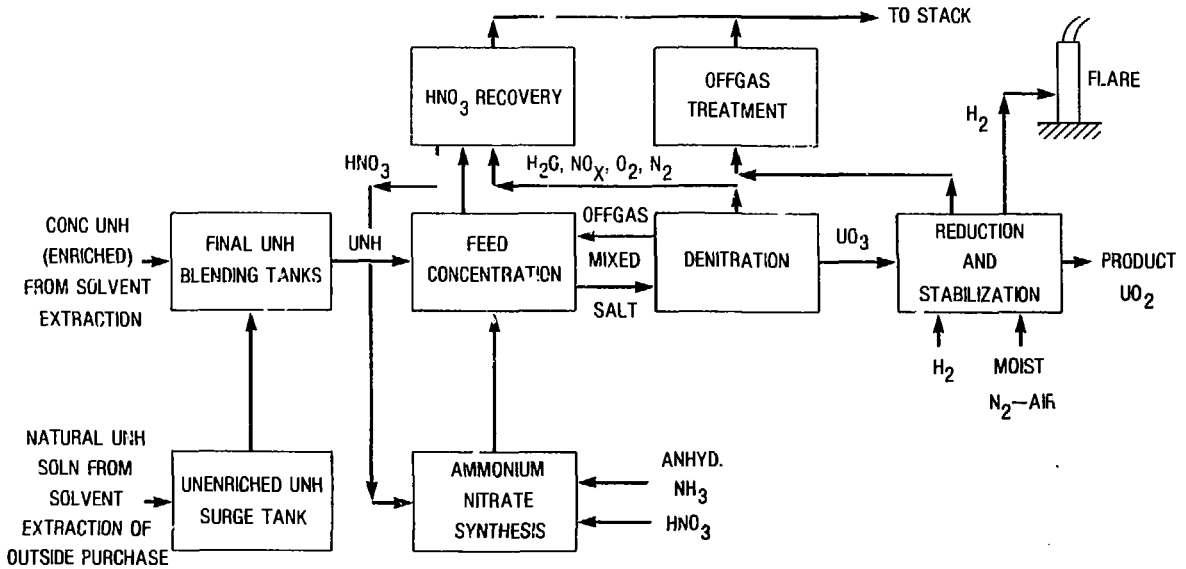 TO STACK
HNO3 RECOVERY
OFFGAS
TREATMENT
FLARE
H2
HNO3
H2O, NOX, O2, N2
CONC UNH
(ENRICHED)
FROM SOLVENT
EXTRACTION
FINAL UNH
BLENDING TANKS
UNH
FEED
CONCENTRATION
OFFGAS
MIXED
SALT
DENITRATION
UO3
REDUCTION
AND
STABILIZATION
PRODUCT
UO2
H2
MOIST
N2-AIR
NATURAL UNH
SOLN FROM
SOLVENT
EXTRACTION OF
OUTSIDE PURCHASE
UNENRICHED UNH
SURGE TANK
AMMONIUM
NITRATE
SYNTHESIS
ANHYD.
NH3
HNO3